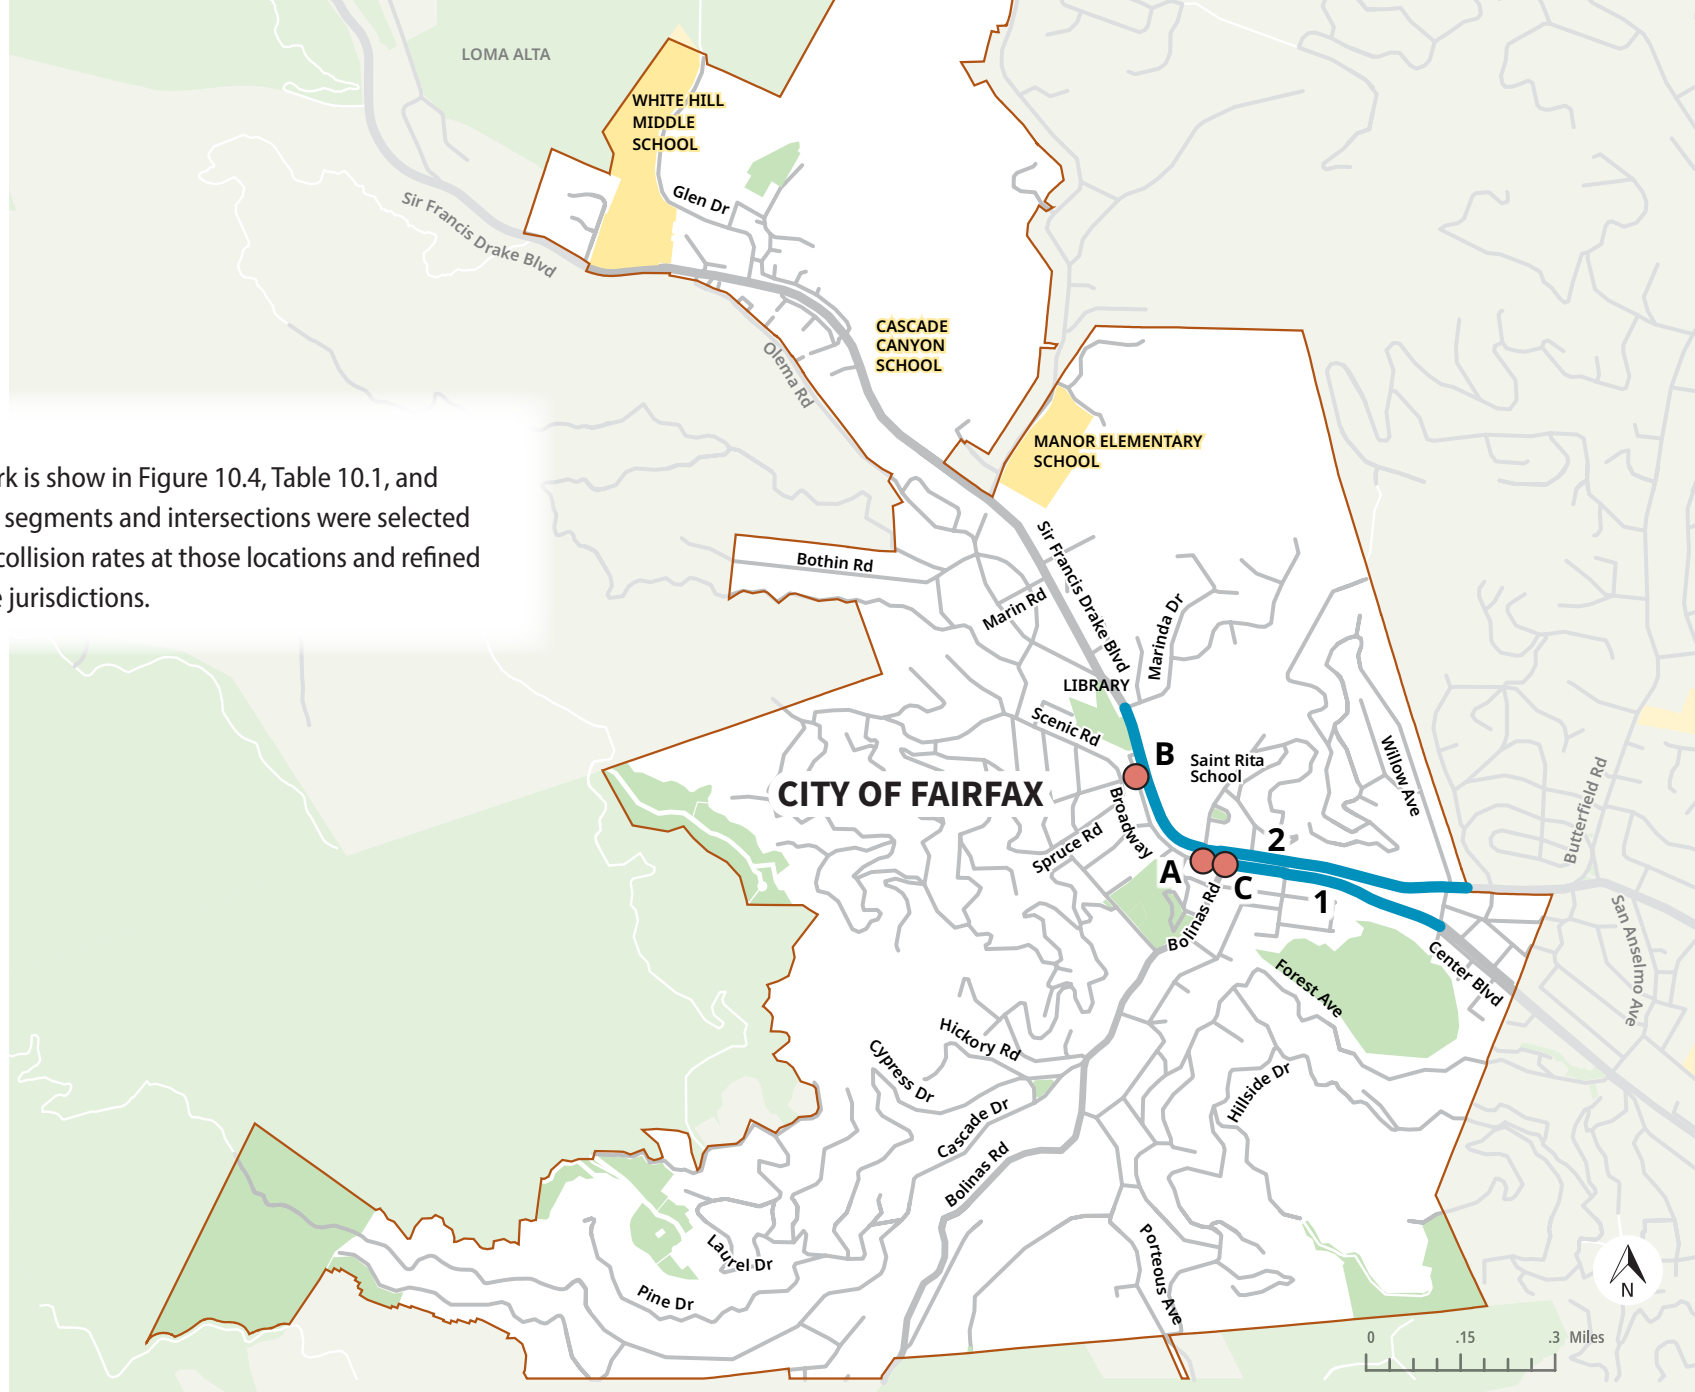 LOMA ALTA
WHITE HILL
MIDDLE
SCHOOL
Glen Dr
Sir Francis Drake Blvd
CASCADE
CANYON
SCHOOL
Olema Rd
MANOR ELEMENTARY
SCHOOL
rk is show in Figure 10.4, Table 10.1, and
segments and intersections were selected
collision rates at those locations and refined
e jurisdictions.
Bothin Rd
Sir Francis Drake Blvd
Marin Rd
Marinda Dr
LIBRARY
Scenic Rd
B
Saint Rita
School
Willow Ave
Butterfield Rd
CITY OF FAIRFAX
Broadway
Spruce Rd
2
A
C
1
Bolinas Rd
San Anselmo Ave
Center Blvd
Forest Ave
Hickory Rd
Cypress Dr
Hillside Dr
Cascade Dr
Bolinas Rd
Laurel Dr
Porteous Ave
Pine Dr
N
0 .15 .3 Miles